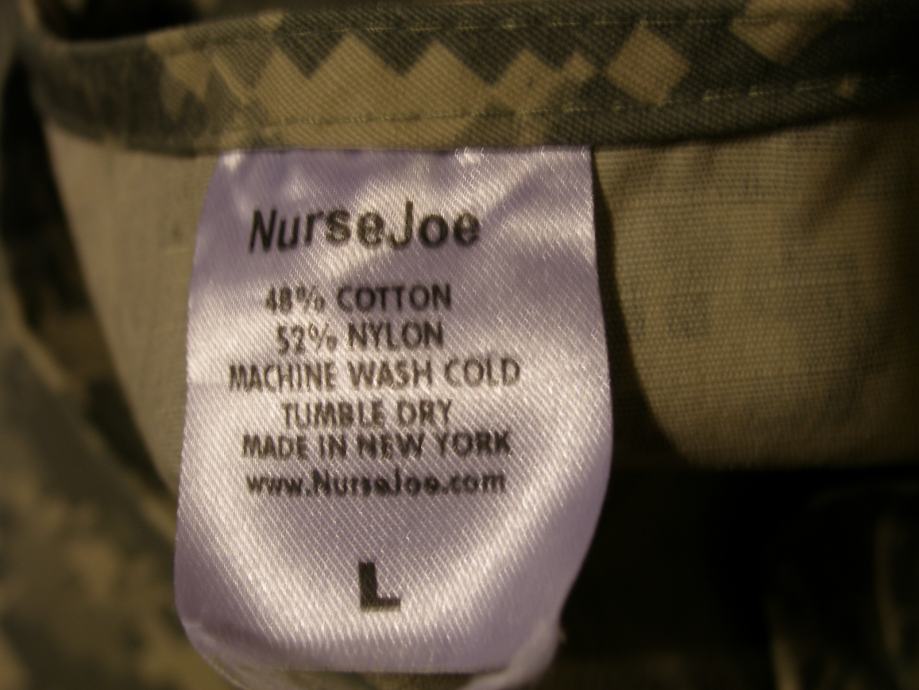 NurseJoe
48% COTTON
52% NYLON
MACHINE WASH COLD
TUMBLE DRY
MADE IN NEW YORK
www.NurseJoe.com
L